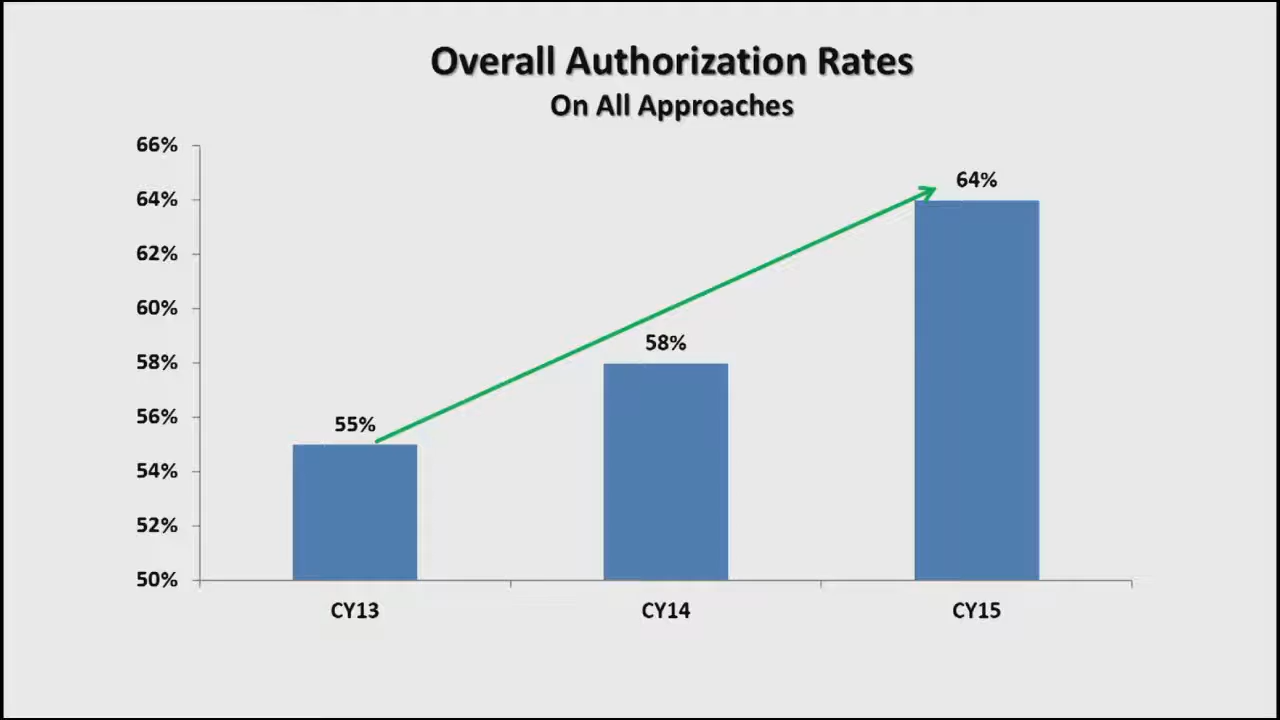 Overall Authorization Rates
On All Approaches
66%
64%
62%
60%
58%
56%
54%
52%
50%
55%
58%
64%
CY13
CY14
CY15